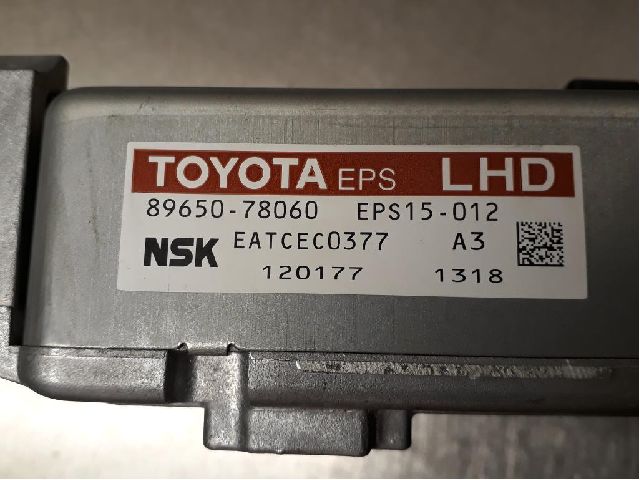 TOYOTA EPS LHD
89650-78060 EPS15-012
NSK EATCEC0377 A3
120177 1318